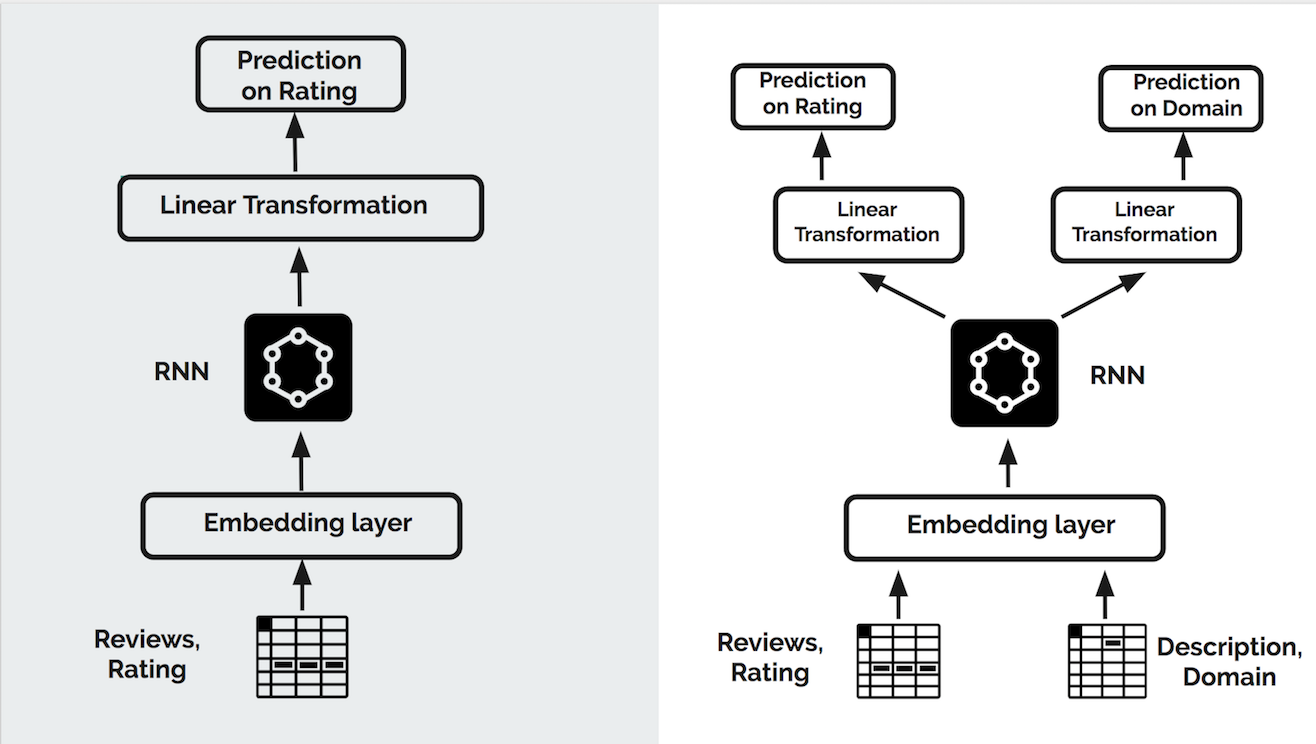 Prediction
on Rating
Linear Transformation
RNN
Embedding layer
Reviews,
Rating
Prediction
on Rating
Prediction
on Domain
Linear
Transformation
Linear
Transformation
RNN
Embedding layer
Reviews,
Rating
Description,
Domain